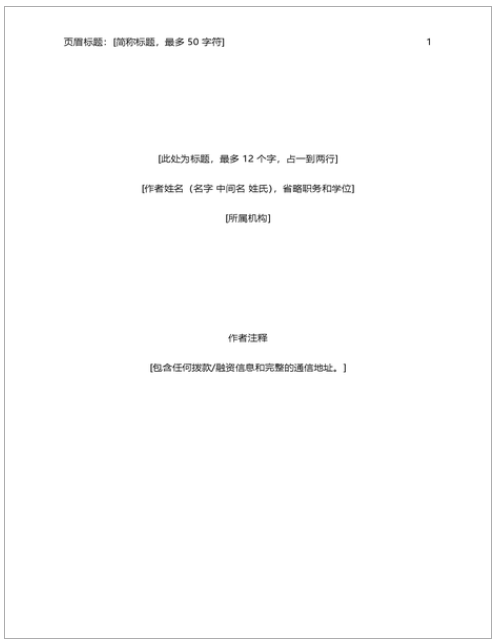 页眉标题：[简称标题，最多 50 字符] 1
[此处为标题，最多 12 个字，占一到两行]
[作者姓名（名字 中间名 姓氏），省略职务和学位]
[所属机构]
作者注释
[包含任何拨款/融资信息和完整的通信地址。]